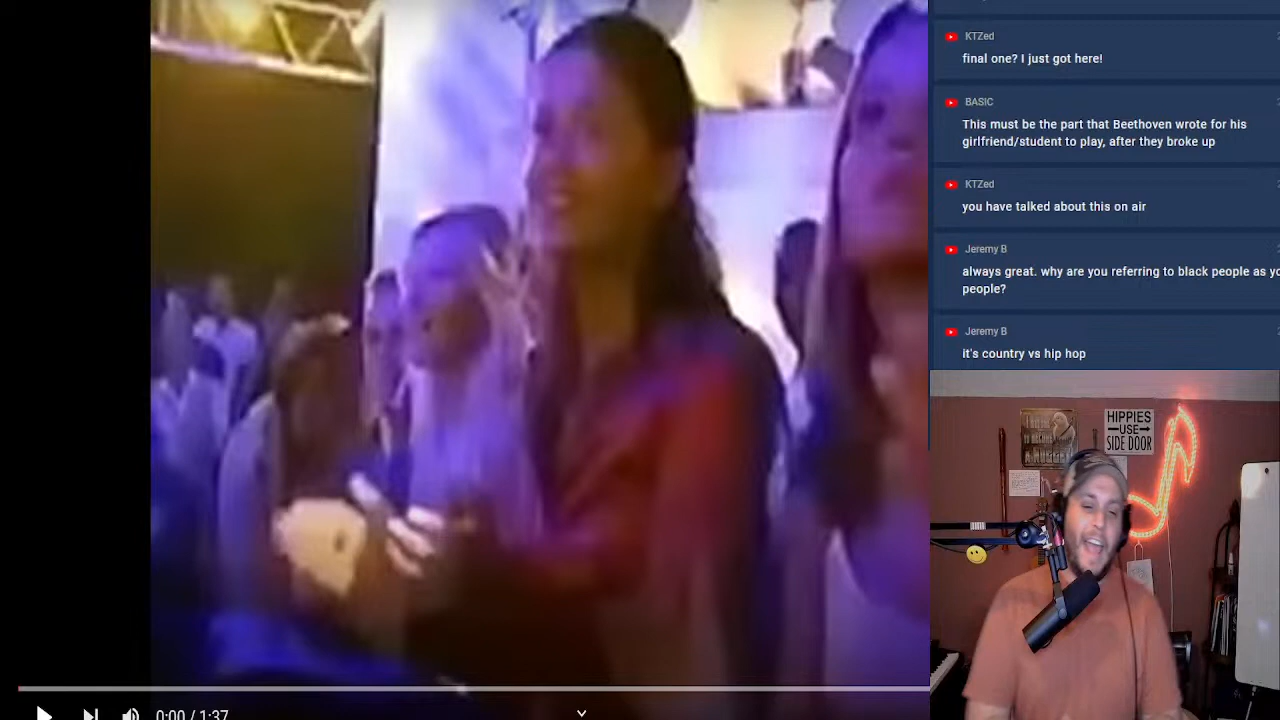 KTZed
final one? I just got here!
BASIC
This must be the part that Beethoven wrote for his
girlfriend/student to play, after they broke up
KTZed
you have talked about this on air
Jeremy B
always great. why are you referring to black people as yo
people?
Jeremy B
it's country vs hip hop
HIPPIES
USE
SIDE DOOR
0:00 / 1:37